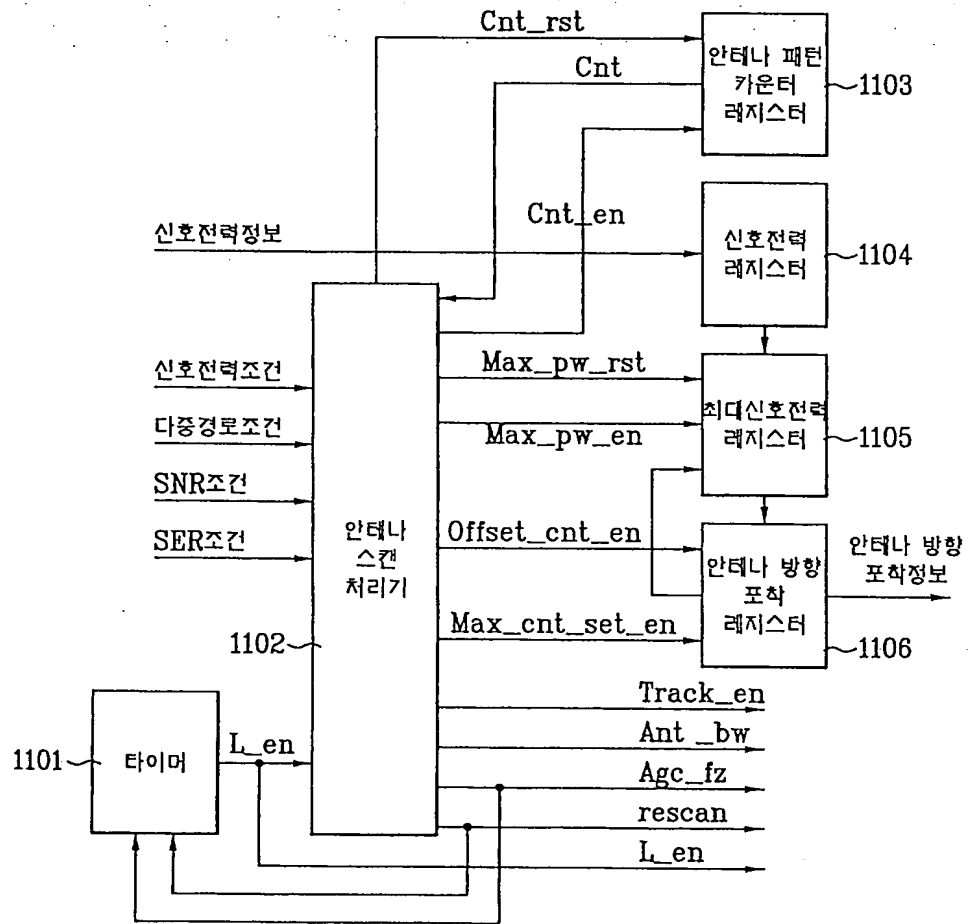 Cnt_rst
Cnt
안테나 패턴
카운터
레지스터
1103
Cnt_en
신호전력정보
신호전력
레지스터
1104
신호전력조건
다중경로조건
SNR조건
SER조건
안테나
스캔
처리기
1102
Max_pw_rst
Max_pw_en
최대신호전력
레지스터
1105
Offset_cnt_en
Max_cnt_set_en
안테나 방향
포착
레지스터
1106
안테나 방향
포착정보
1101
타이머
L_en
Track_en
Ant_bw
Agc_fz
rescan
L_en